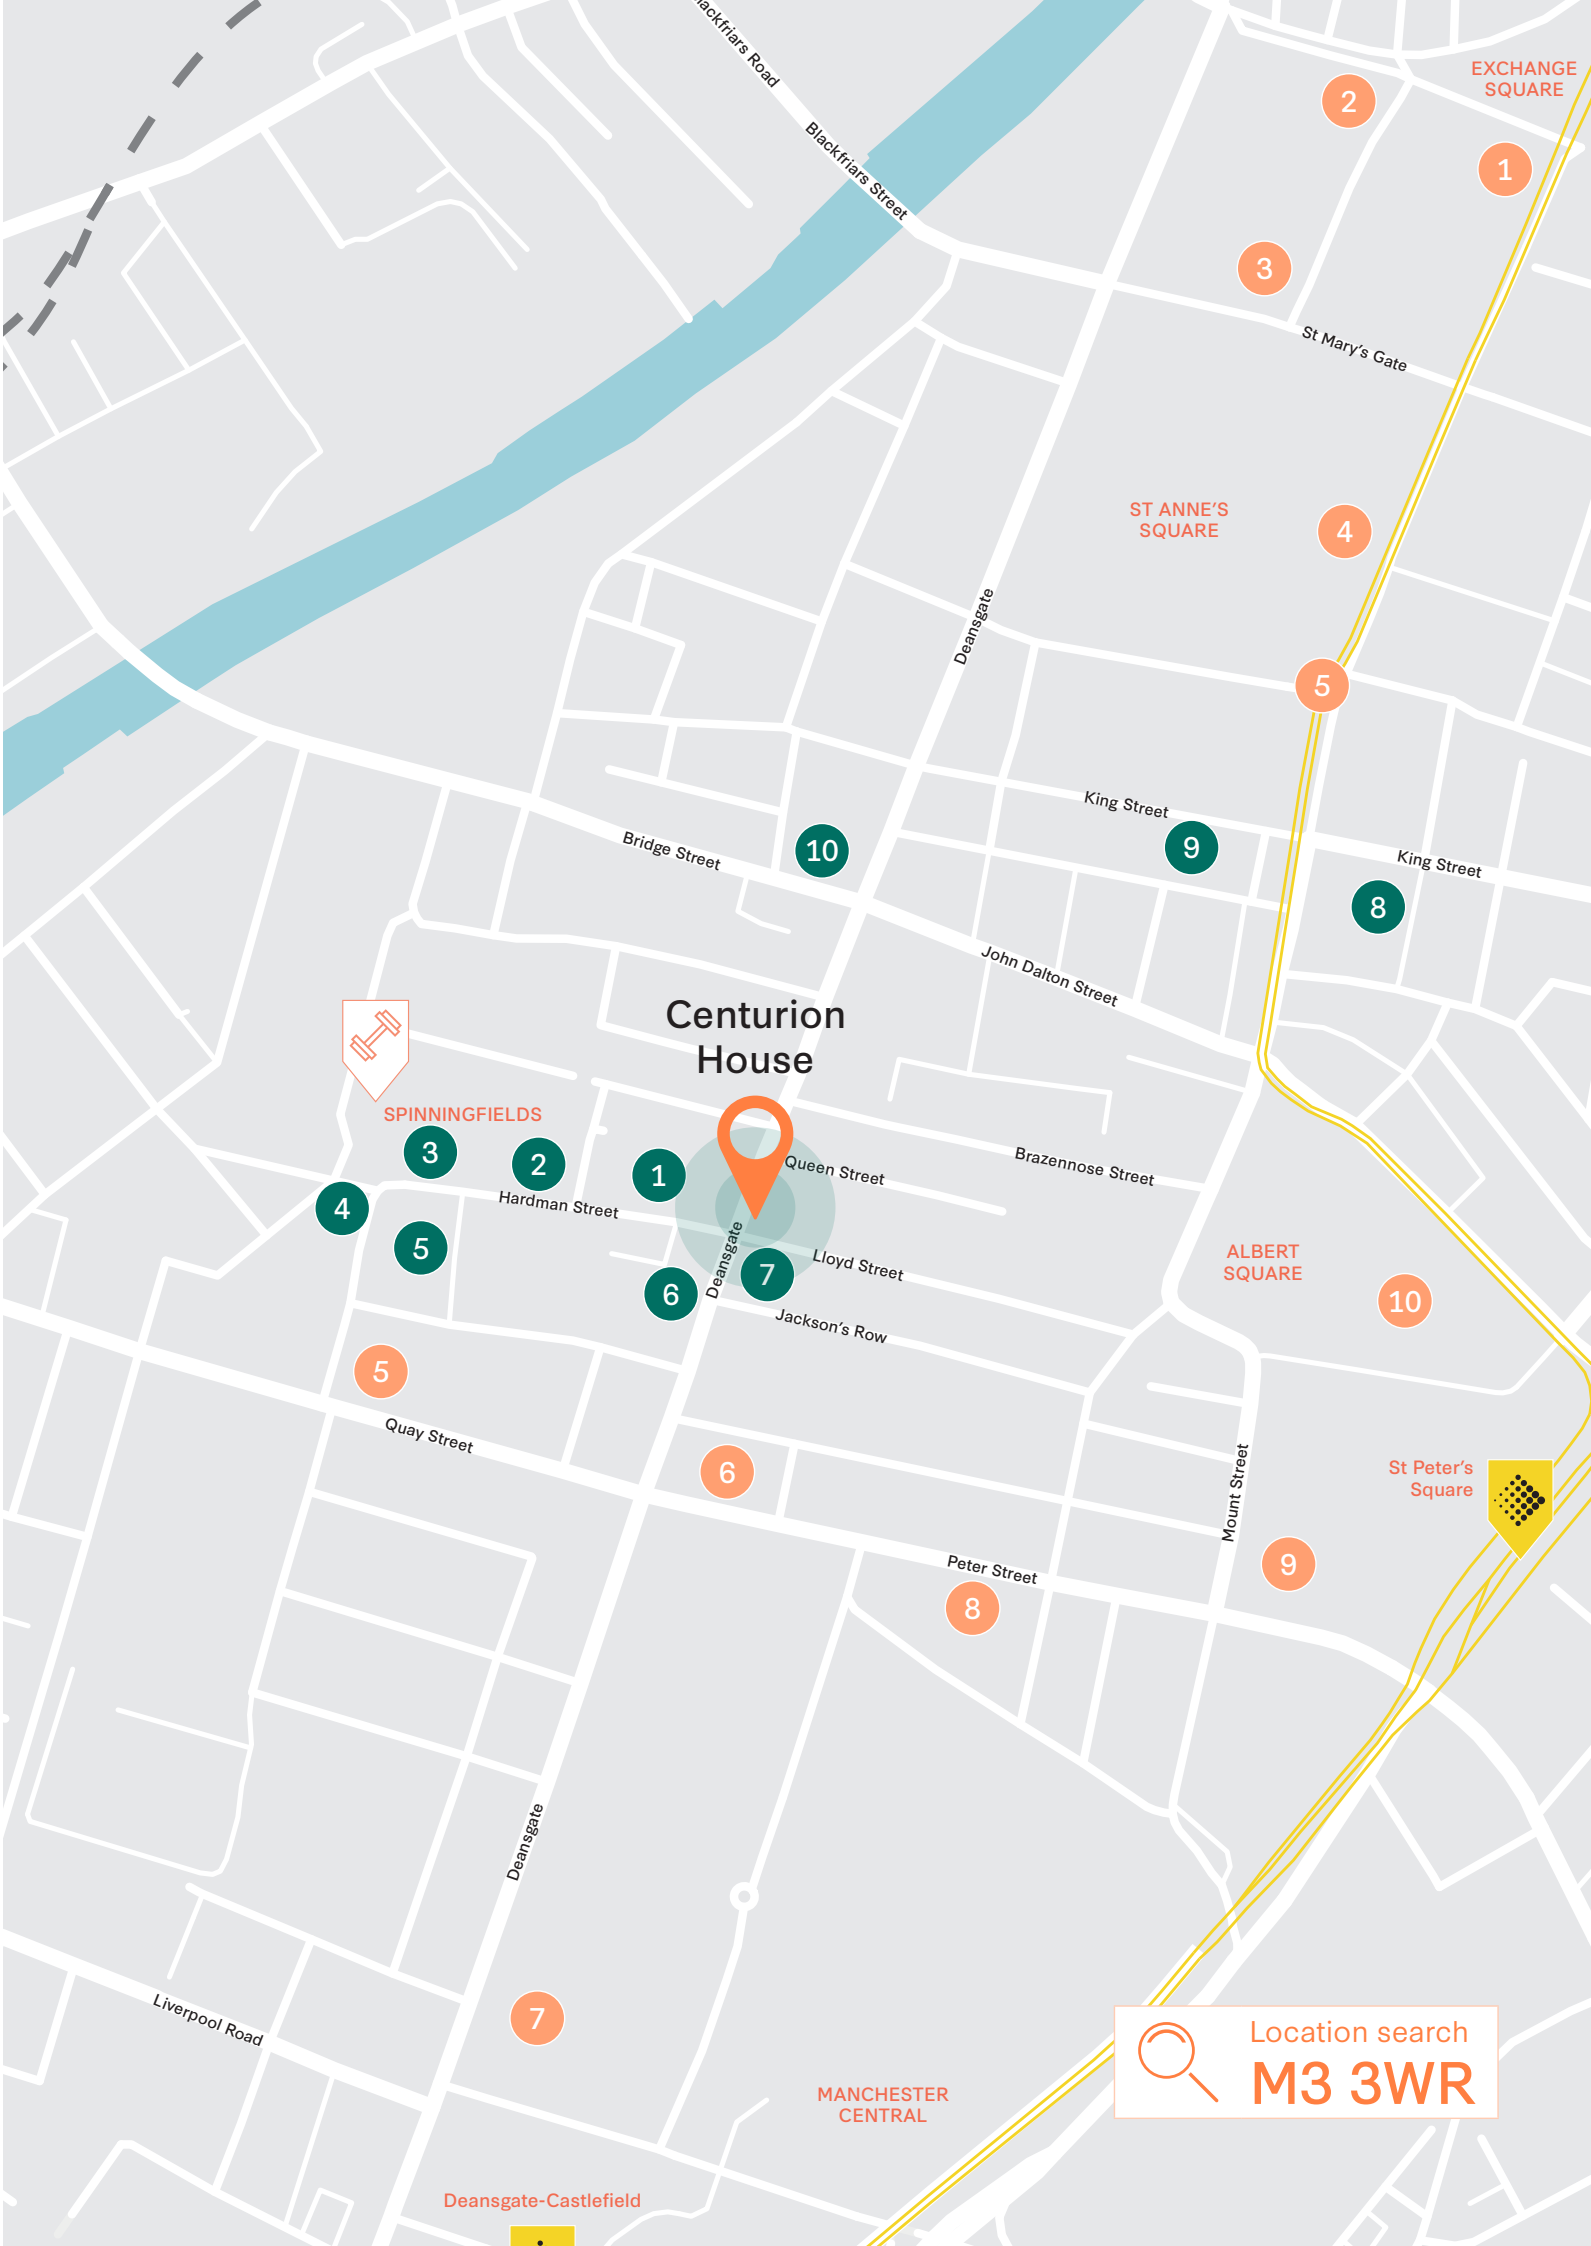 lackfriars Road
Blackfriars Street
EXCHANGE
SQUARE
2
1
3
St Mary's Gate
ST ANNE'S
SQUARE
4
Deansgate
5
King Street
10
9
King Street
Bridge Street
8
John Dalton Street
Centurion
House
SPINNINGFIELDS
3
2
1
Queen Street
Brazennose Street
4
Hardman Street
5
Deansgate
Lloyd Street
7
6
Jackson's Row
ALBERT
SQUARE
10
5
Quay Street
6
Mount Street
St Peter's
Square
Peter Street
9
8
Deansgate
Liverpool Road
7
Location search
M3 3WR
MANCHESTER
CENTRAL
Deansgate-Castlefield